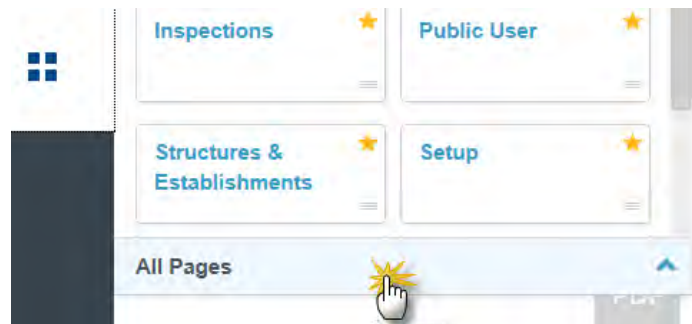 Inspections
Public User
Structures &
Establishments
Setup
All Pages